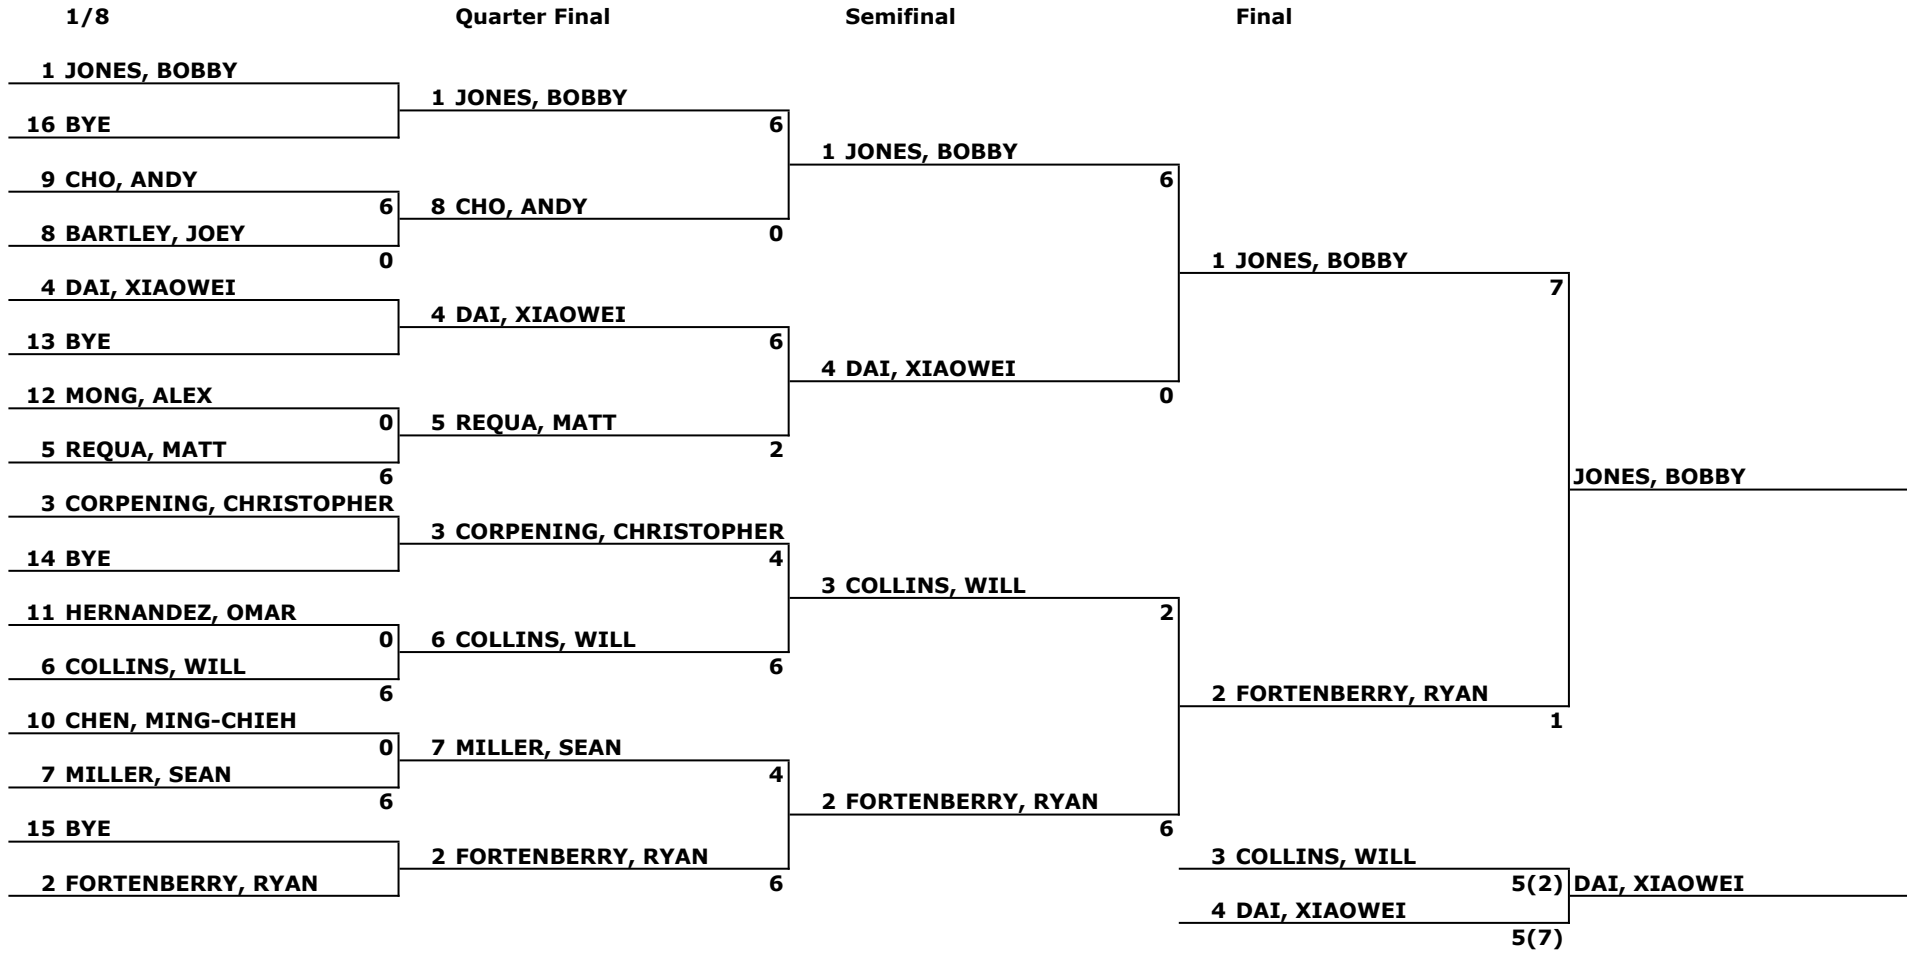 1/8 Quarter Final Semifinal Final
1 JONES, BOBBY
1 JONES, BOBBY
16 BYE 6
1 JONES, BOBBY
9 CHO, ANDY 6
6 8 CHO, ANDY
8 BARTLEY, JOEY 0
0 1 JONES, BOBBY
4 DAI, XIAOWEI 7
4 DAI, XIAOWEI
13 BYE 6
4 DAI, XIAOWEI
12 MONG, ALEX 0
0 5 REQUA, MATT
5 REQUA, MATT 2
6 JONES, BOBBY
3 CORPENING, CHRISTOPHER
3 CORPENING, CHRISTOPHER
14 BYE 4
3 COLLINS, WILL
11 HERNANDEZ, OMAR 2
0 6 COLLINS, WILL
6 COLLINS, WILL 6
6 2 FORTENBERRY, RYAN
10 CHEN, MING-CHIEH 1
0 7 MILLER, SEAN
7 MILLER, SEAN 4
6 2 FORTENBERRY, RYAN
15 BYE 6
2 FORTENBERRY, RYAN 3 COLLINS, WILL
2 FORTENBERRY, RYAN 6 5(2) DAI, XIAOWEI
4 DAI, XIAOWEI
5(7)